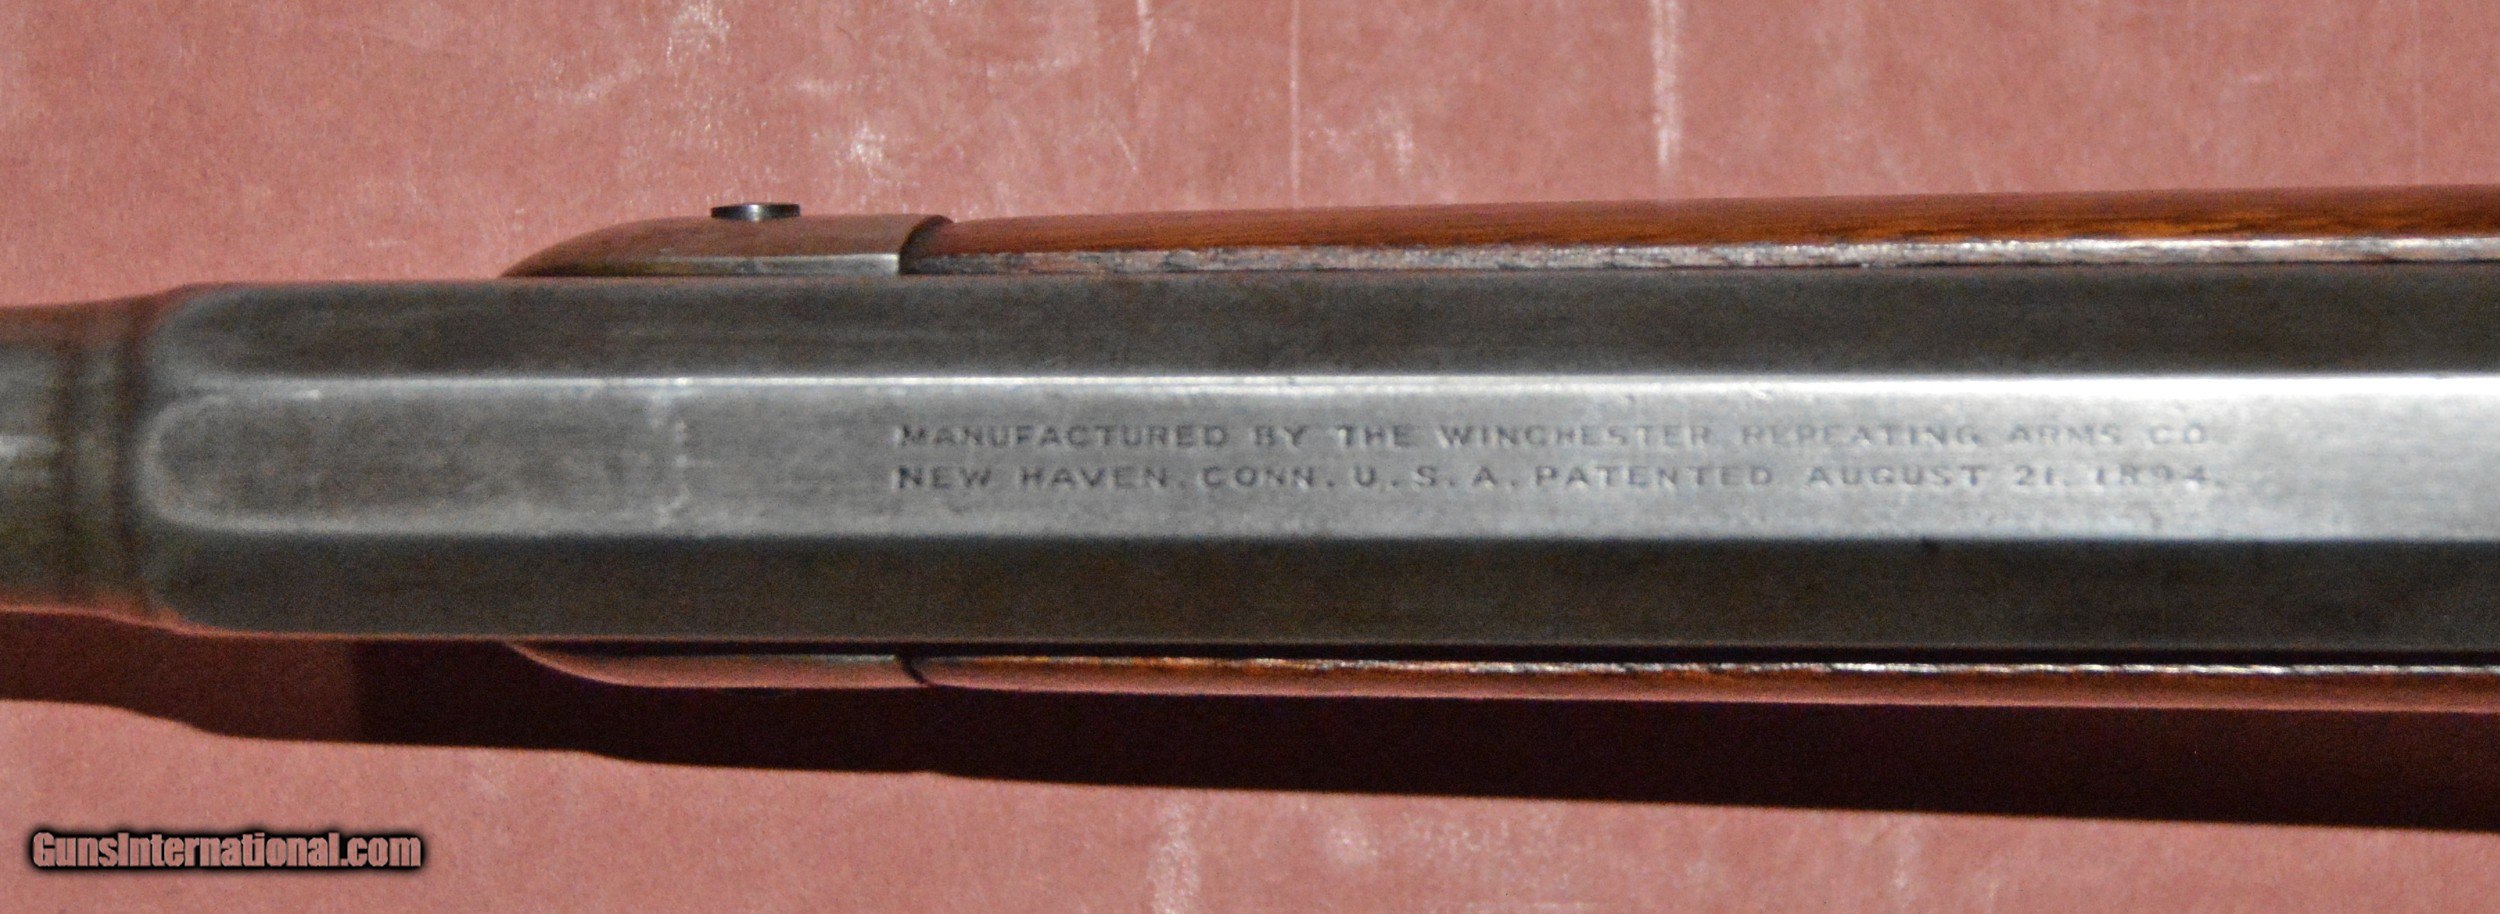 MANUFACTURED BY THE WINCHESTER REPEATING ARMS CO
NEW HAVEN. CONN. U. S. A. PATENTED AUGUST 21. 1894.
GunsInternational.com